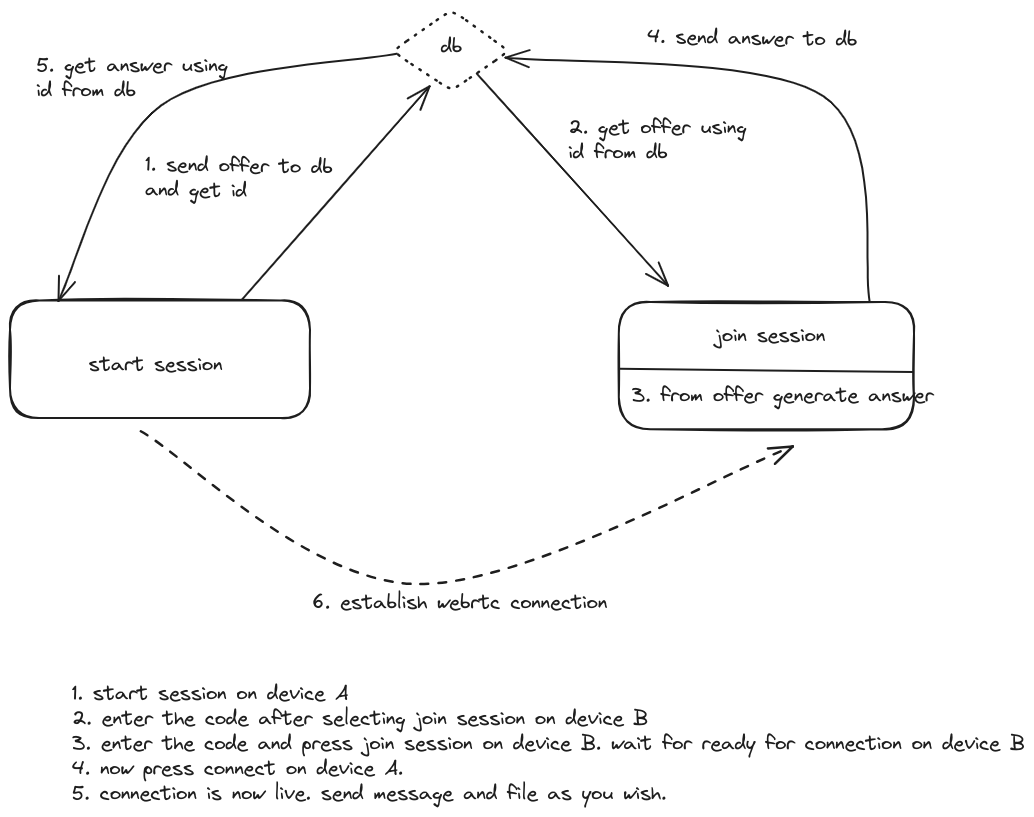 db
4. send answer to db
5. get answer using
id from db
2. get offer using
id from db
1. send offer to db
and get id
start session
join session
3. from offer generate answer
6. establish webrtc connection
1. start session on device A
2. enter the code after selecting join session on device B
3. enter the code and press join session on device B. wait for ready for connection on device B
4. now press connect on device A.
5. connection is now live. send message and file as you wish.